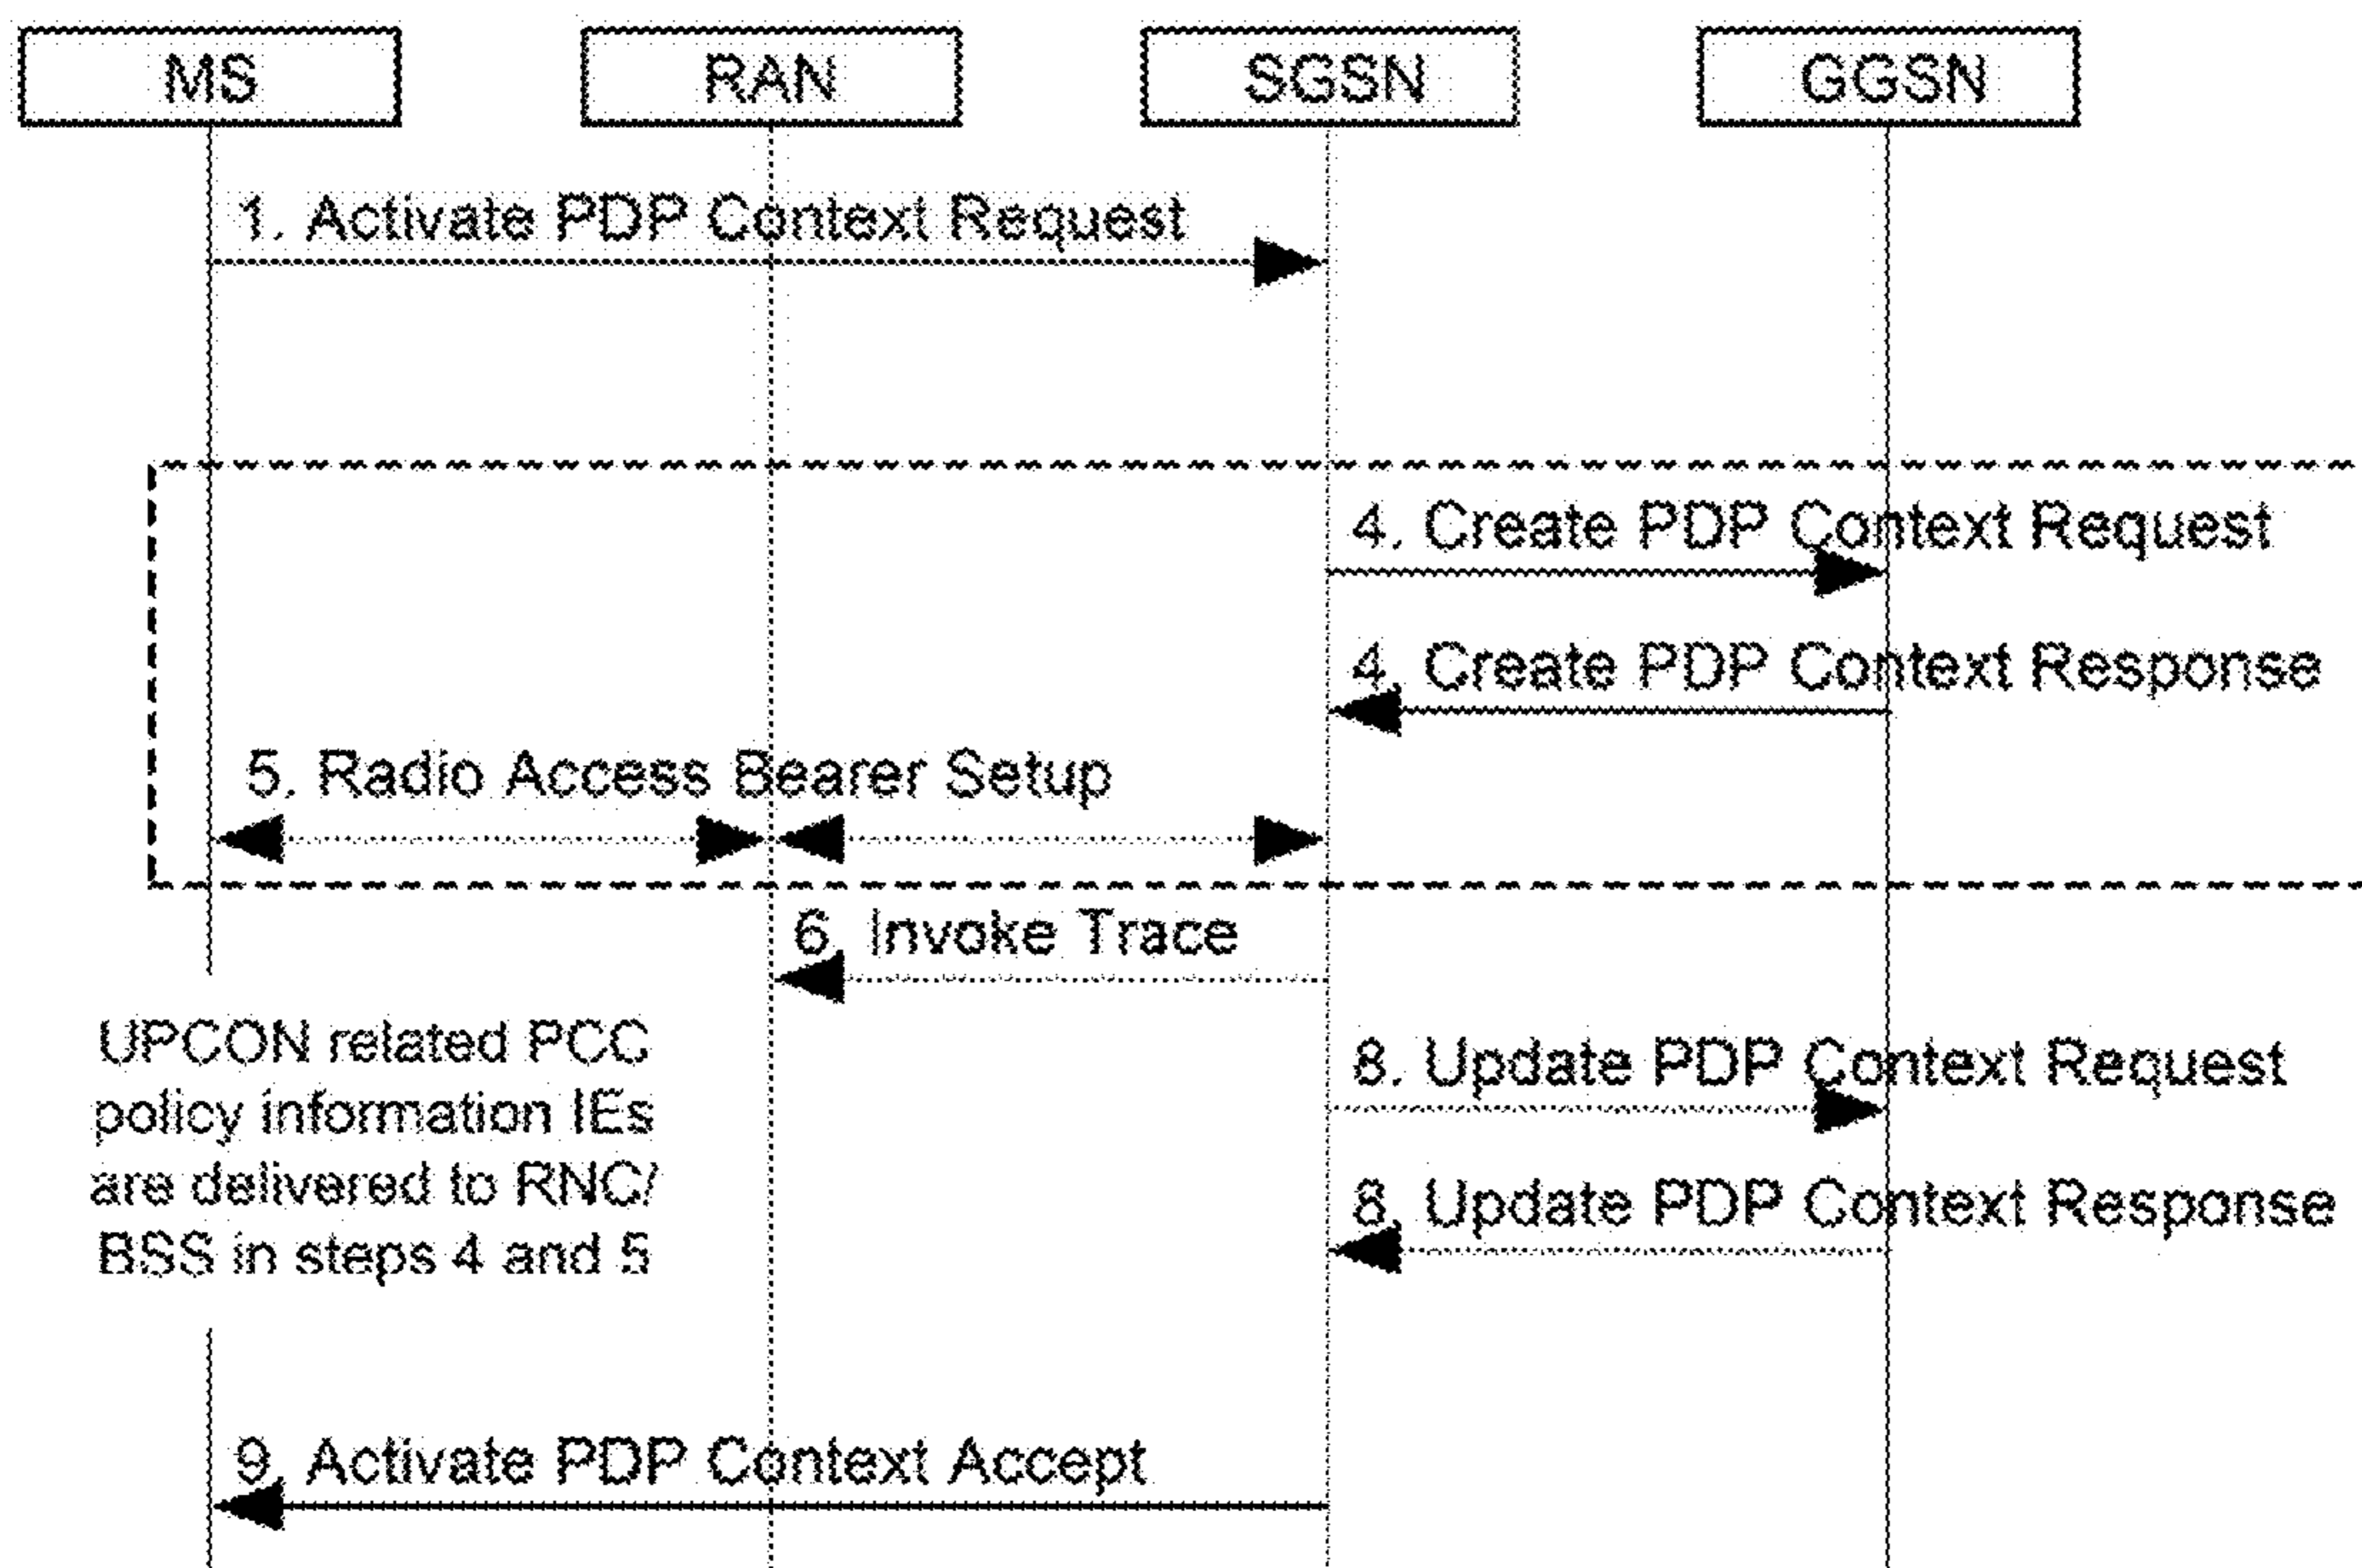 MS
RAN
SGSN
GGSN
1. Activate PDP Context Request
4. Create PDP Context Request
4. Create PDP Context Response
5. Radio Access Bearer Setup
6. Invoke Trace
UPCON related PCC
policy information IEs
are delivered to RNC/
BSS in steps 4 and 5
8. Update PDP Context Request
8. Update PDP Context Response
9. Activate PDP Context Accept